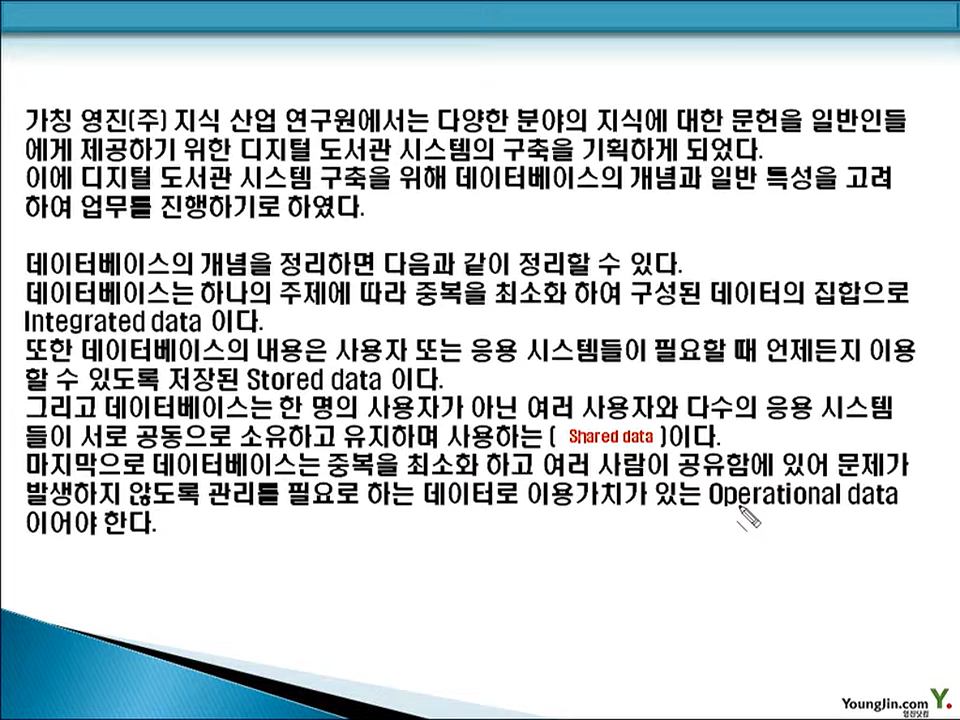 가칭 영진(주) 지식 산업 연구원에서는 다양한 분야의 지식에 대한 문헌을 일반인들
에게 제공하기 위한 디지털 도서관 시스템의 구축을 기획하게 되었다.
이에 디지털 도서관 시스템 구축을 위해 데이터베이스의 개념과 일반 특성을 고려
하여 업무를 진행하기로 하였다.
데이터베이스의 개념을 정리하면 다음과 같이 정리할 수 있다.
데이터베이스는 하나의 주제에 따라 중복을 최소화 하여 구성된 데이터의 집합으로
Integrated data 이다.
또한 데이터베이스의 내용은 사용자 또는 응용 시스템들이 필요할 때 언제든지 이용
할 수 있도록 저장된 Stored data 이다.
그리고 데이터베이스는 한 명의 사용자가 아닌 여러 사용자와 다수의 응용 시스템
들이 서로 공동으로 소유하고 유지하며 사용하는 ( Shared data )이다.
마지막으로 데이터베이스는 중복을 최소화 하고 여러 사람이 공유함에 있어 문제가
발생하지 않도록 관리를 필요로 하는 데이터로 이용가치가 있는 Operational data
이어야 한다.
YoungJin.com Y.
영진닷컴